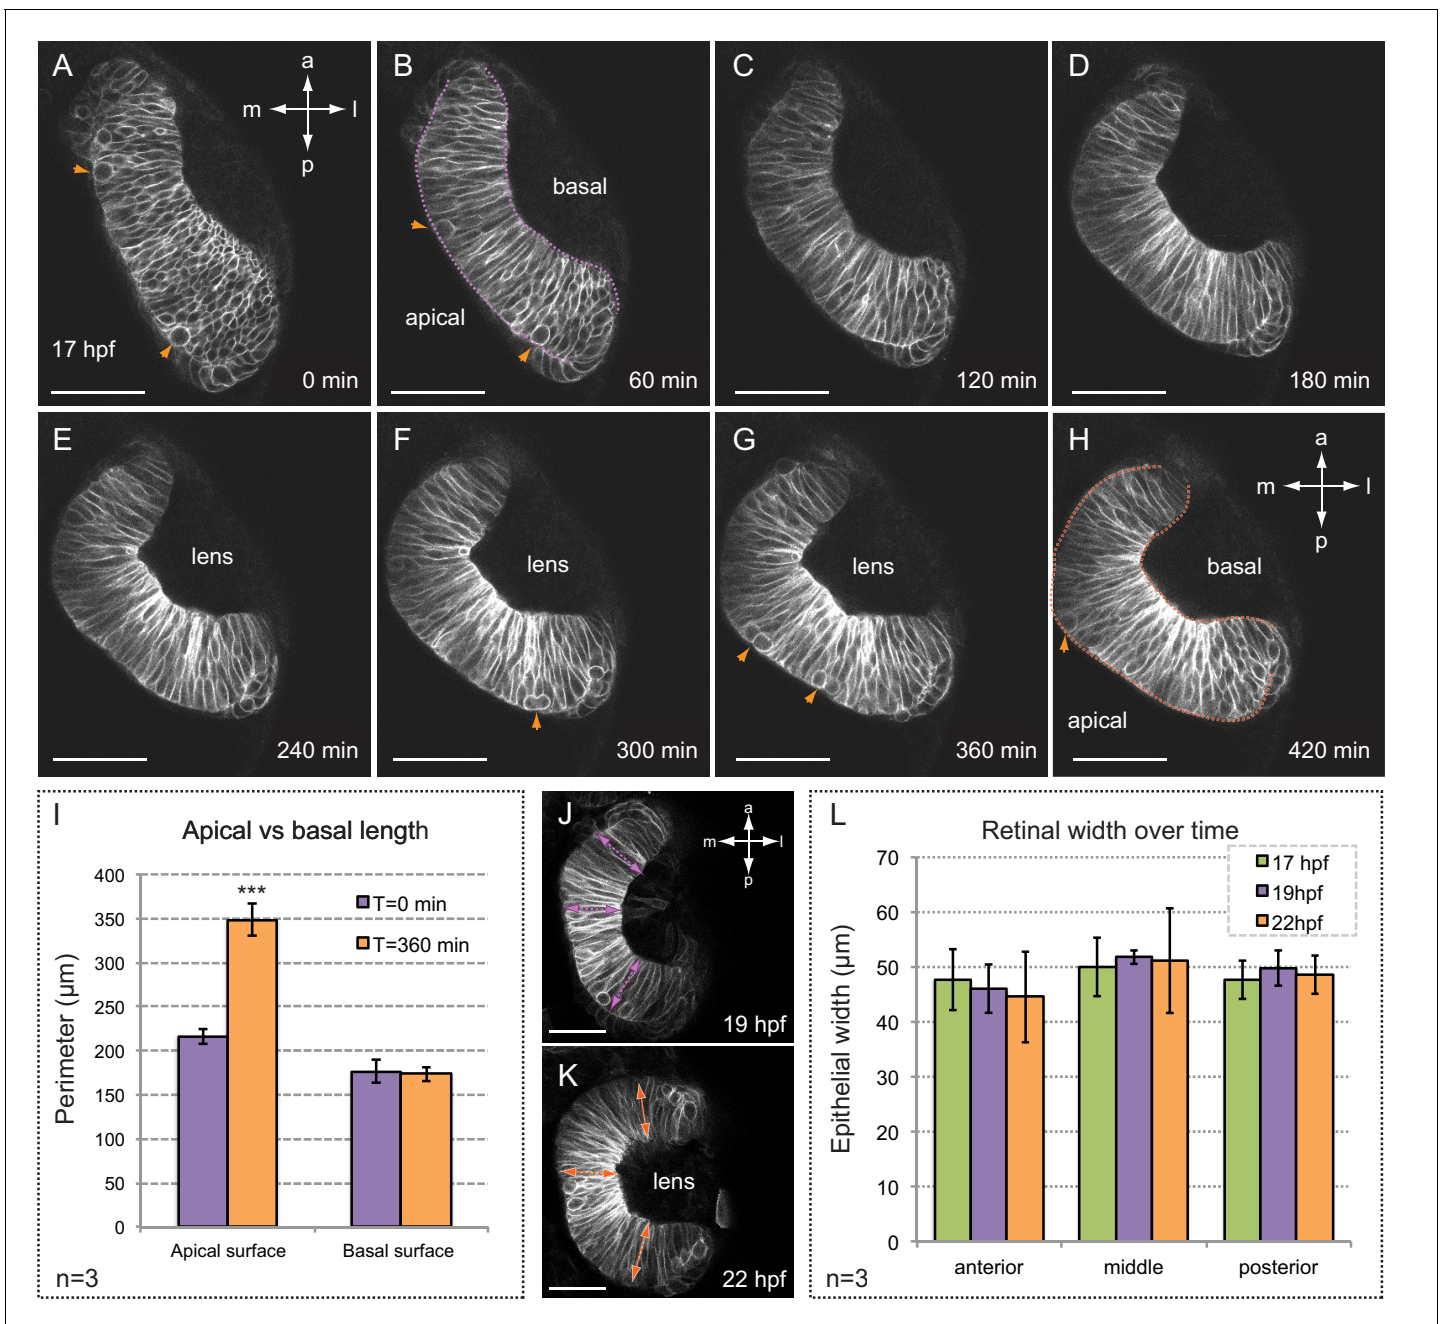 A
a
m
l
p
17 hpf
0 min
B
basal
apical
60 min
C
120 min
D
180 min
E
lens
240 min
F
lens
300 min
G
lens
360 min
H
a
m
l
p
basal
apical
420 min
I
Apical vs basal length
Perimeter (µm)
400
350
300
250
200
150
100
50
0
***
T=0 min
T=360 min
Apical surface
Basal surface
n=3
J
a
m
l
p
19 hpf
K
lens
22 hpf
L
Retinal width over time
Epithelial width (µm)
70
60
50
40
30
20
10
0
17 hpf
19hpf
22hpf
anterior
middle
posterior
n=3